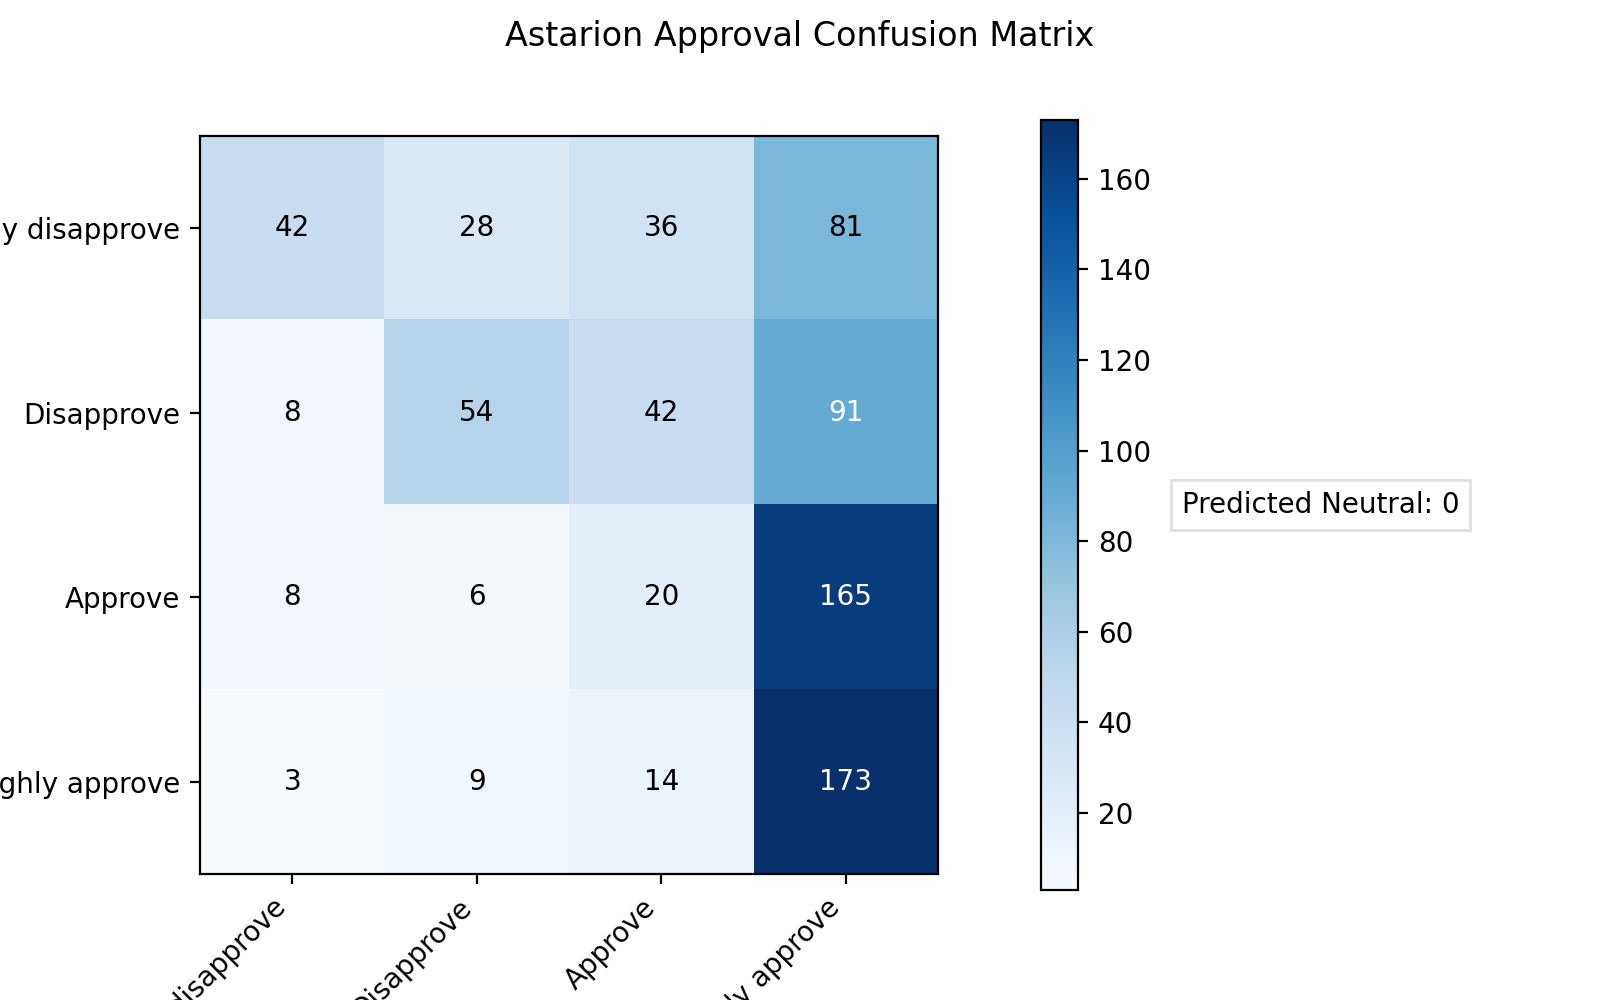 Astarion Approval Confusion Matrix
y disapprove 42 28 36 81
Disapprove 8 54 42 91
Approve 8 6 20 165
ghly approve 3 9 14 173
disapprove Disapprove Approve ly approve
160
140
120
100
80
60
40
20
Predicted Neutral: 0